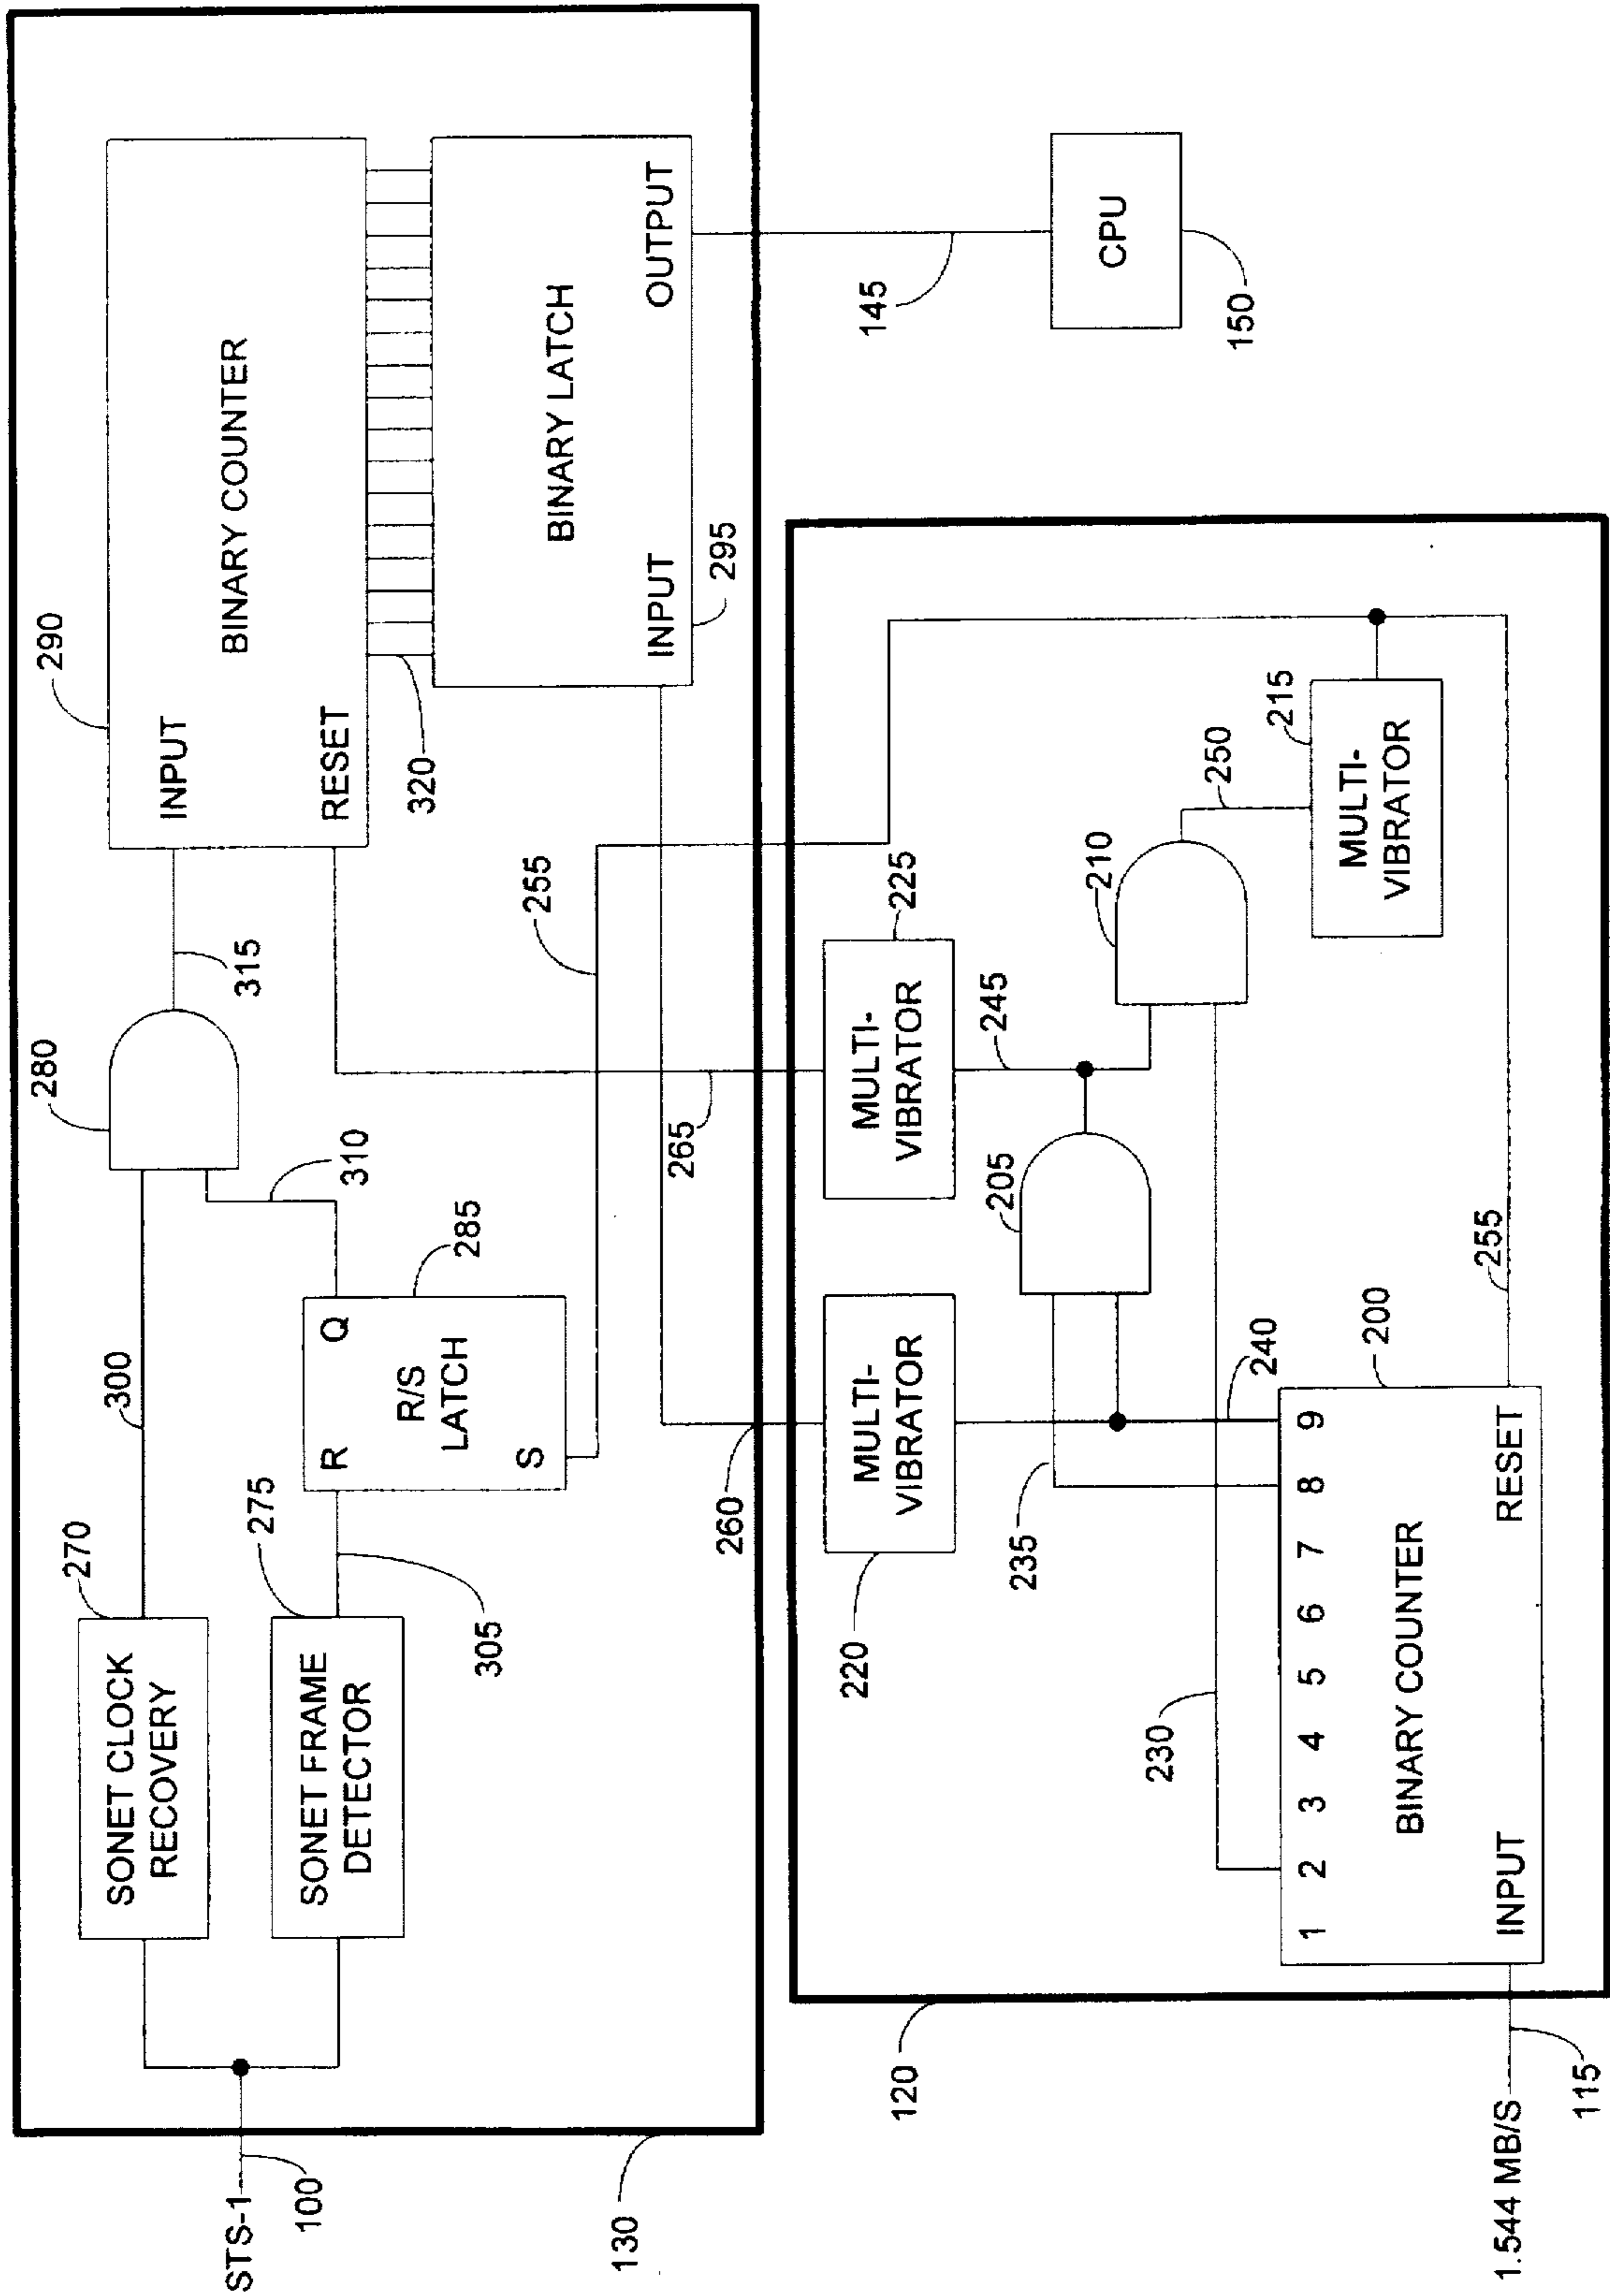 STS-1
100
130
270
SONET CLOCK
RECOVERY
300
275
SONET FRAME
DETECTOR
305
R
Q
R/S
LATCH
S
285
310
280
315
290
INPUT
BINARY COUNTER
RESET
320
BINARY LATCH
INPUT
OUTPUT
295
255
265
260
145
CPU
150
120
220
MULTI-
VIBRATOR
225
MULTI-
VIBRATOR
235
205
245
210
250
215
MULTI-
VIBRATOR
230
240
200
255
1 2 3 4 5 6 7 8 9
BINARY COUNTER
INPUT
RESET
1.544 MB/S
115